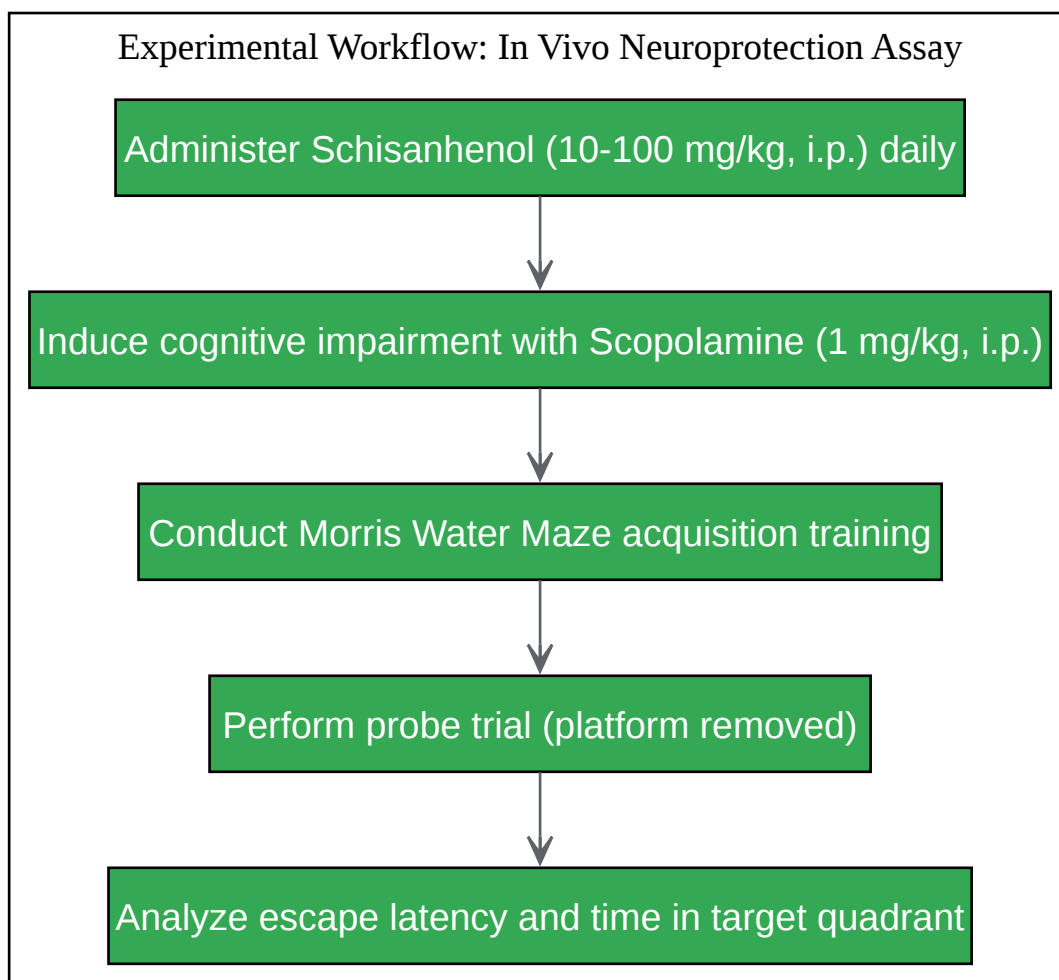 Experimental Workflow: In Vivo Neuroprotection Assay
Administer Schisanhenol (10-100 mg/kg, i.p.) daily
Induce cognitive impairment with Scopolamine (1 mg/kg, i.p.)
Conduct Morris Water Maze acquisition training
Perform probe trial (platform removed)
Analyze escape latency and time in target quadrant